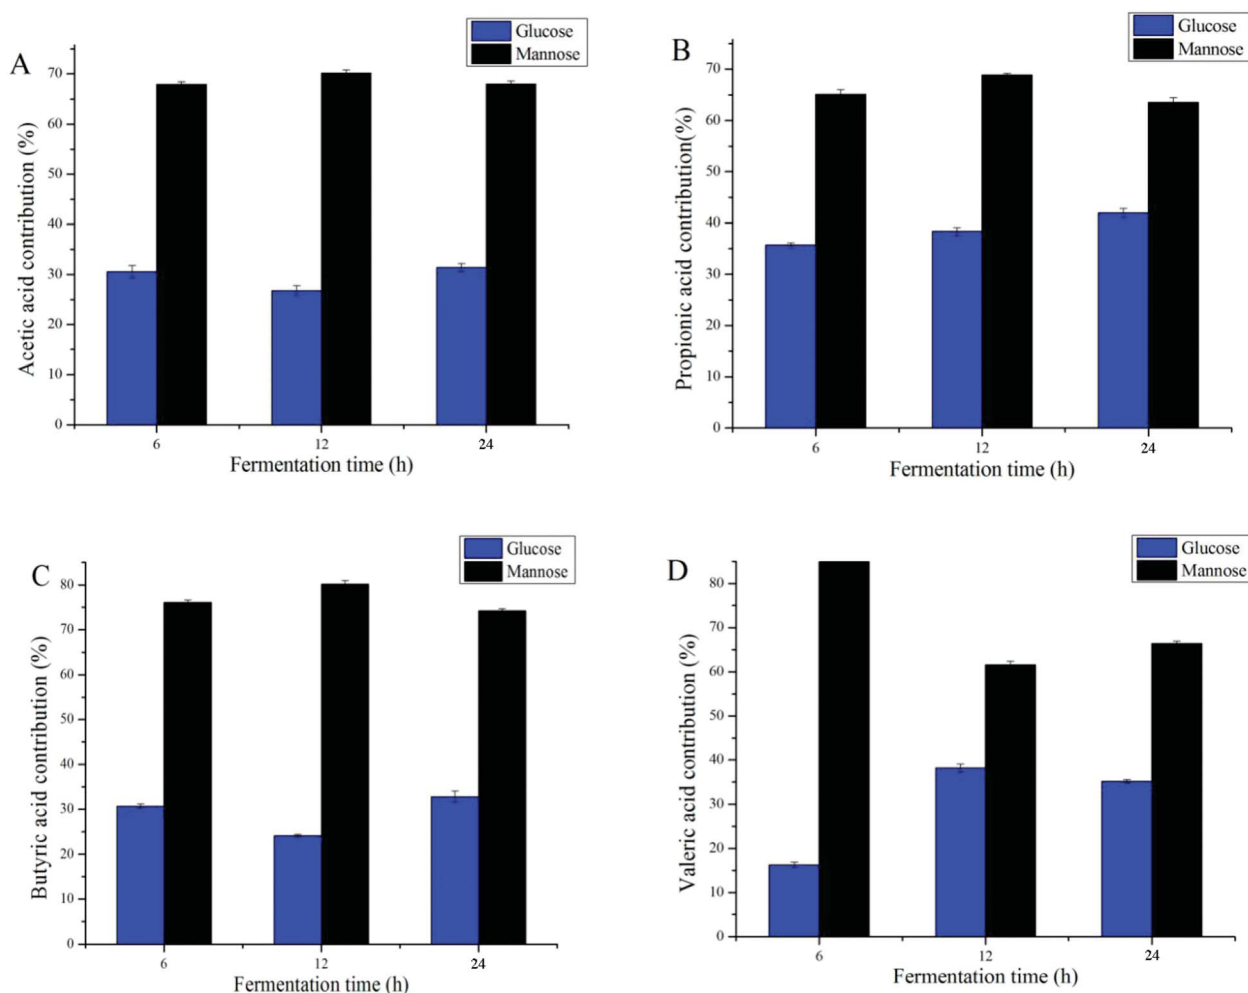 A
Glucose
Mannose
Acetic acid contribution (%)
70
60
50
40
30
20
10
0
6
12
24
Fermentation time (h)
B
Glucose
Mannose
Propionic acid contribution(%)
70
60
50
40
30
20
10
0
6
12
24
Fermentation time (h)
C
Glucose
Mannose
Butyric acid contribution (%)
80
70
60
50
40
30
20
10
0
6
12
24
Fermentation time (h)
D
Glucose
Mannose
Valeric acid contribution (%)
80
70
60
50
40
30
20
10
0
6
12
24
Fermentation time (h)